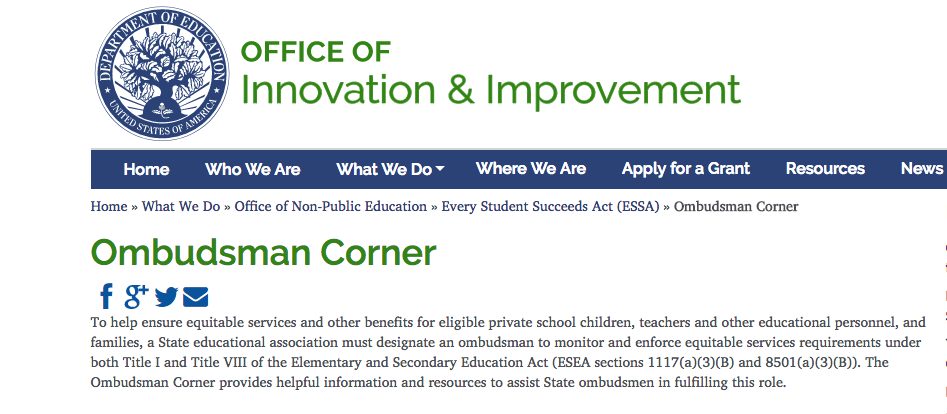 DEPARTMENT OF EDUCATION
UNITED STATES OF AMERICA
OFFICE OF
Innovation & Improvement
Home Who We Are What We Do Where We Are Apply for a Grant Resources News
Home » What We Do » Office of Non-Public Education » Every Student Succeeds Act (ESSA) » Ombudsman Corner
Ombudsman Corner
To help ensure equitable services and other benefits for eligible private school children, teachers and other educational personnel, and
families, a State educational association must designate an ombudsman to monitor and enforce equitable services requirements under
both Title I and Title VIII of the Elementary and Secondary Education Act (ESEA sections 1117(a)(3)(B) and 8501(a)(3)(B)). The
Ombudsman Corner provides helpful information and resources to assist State ombudsmen in fulfilling this role.